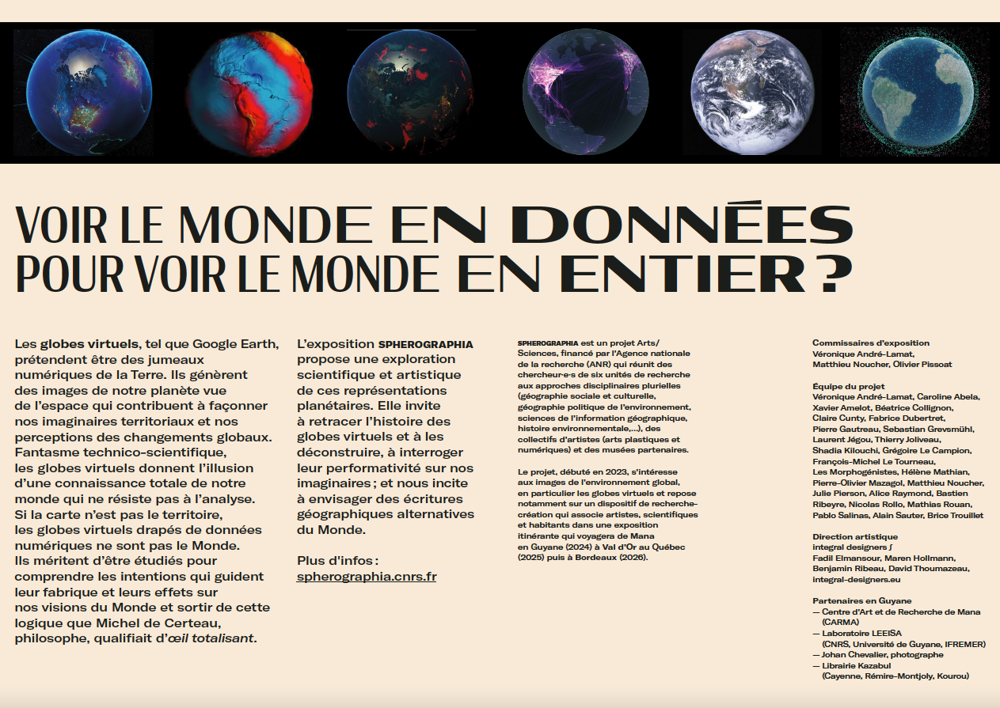 VOIR LE MONDE EN DONNÉES
POUR VOIR LE MONDE EN ENTIER ?
Les globes virtuels, tel que Google Earth,
prétendent être des jumeaux
numériques de la Terre. Ils génèrent
des images de notre planète vue
de l’espace qui contribuent à façonner
nos imaginaires territoriaux et nos
perceptions des changements globaux.
Fantasme technico-scientifique,
les globes virtuels donnent l’illusion
d’une connaissance totale de notre
monde qui ne résiste pas à l’analyse.
Si la carte n’est pas le territoire,
les globes virtuels drapés de données
numériques ne sont pas le Monde.
Ils méritent d’être étudiés pour
comprendre les intentions qui guident
leur fabrique et leurs effets sur
nos visions du Monde et sortir de cette
logique que Michel de Certeau,
philosophe, qualifiait d’œil totalisant.
L’exposition SPHEROGRAPHIA
propose une exploration
scientifique et artistique
de ces représentations
planétaires. Elle invite
à retracer l’histoire des
globes virtuels et à les
déconstruire, à interroger
leur performativité sur nos
imaginaires ; et nous incite
à envisager des écritures
géographiques alternatives
du Monde.
Plus d'infos :
spherographia.cnrs.fr
SPHEROGRAPHIA est un projet Arts/
Sciences, financé par l’Agence nationale
de la recherche (ANR) qui réunit des
chercheur·e·s de six unités de recherche
aux approches disciplinaires plurielles
(géographie sociale et culturelle,
géographie politique de l’environnement,
sciences de l’information géographique,
histoire environnementale,...), des
collectifs d’artistes (arts plastiques et
numériques) et des musées partenaires.
Le projet, débuté en 2023, s’intéresse
aux images de l’environnement global,
en particulier les globes virtuels et repose
notamment sur un dispositif de recherche-
création qui associe artistes, scientifiques
et habitants dans une exposition
itinérante qui voyagera de Mana
en Guyane (2024) à Val d’Or au Québec
(2025) puis à Bordeaux (2026).
Commissaires d’exposition
Véronique André-Lamat,
Matthieu Noucher, Olivier Pissoat
Équipe du projet
Véronique André-Lamat, Caroline Abela,
Xavier Amelot, Béatrice Collignon,
Claire Cunty, Fabrice Dubertret,
Pierre Gautreau, Sebastian Grevsmühl,
Laurent Jégou, Thierry Joliveau,
Shadia Kilouchi, Grégoire Le Campion,
François-Michel Le Tourneau,
Les Morphogénistes, Hélène Mathian,
Pierre-Olivier Mazagol, Matthieu Noucher,
Julie Pierson, Alice Raymond, Bastien
Ribeyre, Nicolas Rollo, Mathias Rouan,
Pablo Salinas, Alain Sauter, Brice Trouillet
Direction artistique
integral designers ∫
Fadil Elmansour, Maren Hollmann,
Benjamin Ribeau, David Thoumazeau,
integral-designers.eu
Partenaires en Guyane
— Centre d’Art et de Recherche de Mana
(CARMA)
— Laboratoire LEEISA
(CNRS, Université de Guyane, IFREMER)
— Johan Chevalier, photographe
— Librairie Kazabul
(Cayenne, Rémire-Montjoly, Kourou)